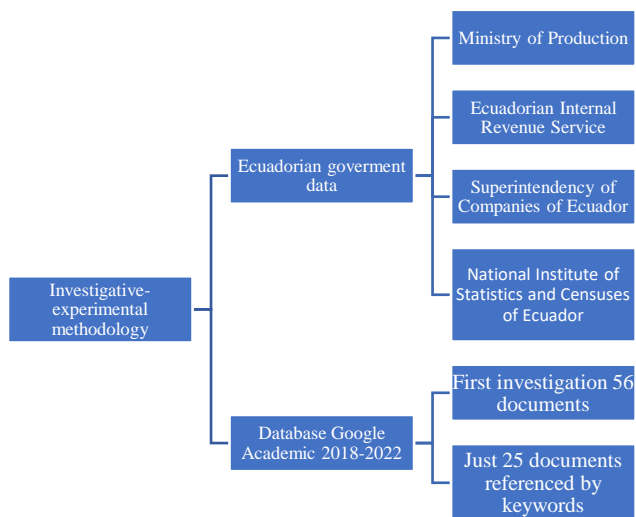 Investigative-
experimental
methodology
Ecuadorian goverment
data
Ministry of Production
Ecuadorian Internal
Revenue Service
Superintendency of
Companies of Ecuador
National Institute of
Statistics and Censuses
of Ecuador
Database Google
Academic 2018-2022
First investigation 56
documents
Just 25 documents
referenced by
keywords